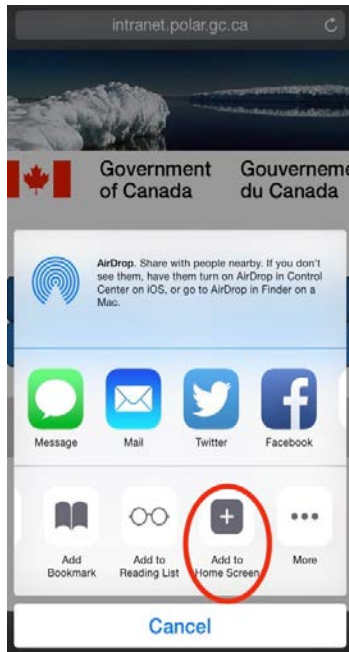 intranet.polar.gc.ca
Government Gouverneme
of Canada du Canada
AirDrop. Share with people nearby. If you don't
see them, have them turn on AirDrop in Control
Center on iOS, or go to AirDrop in Finder on a
Mac.
Message Mail Twitter Facebook
Add Add to Add to More
Bookmark Reading List Home Screen
Cancel